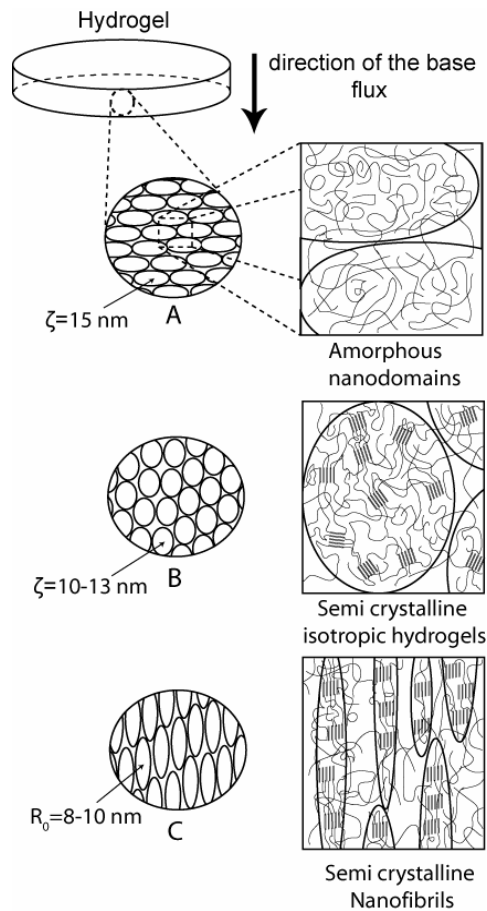 Hydrogel
direction of the base
flux
ζ=15 nm
A
Amorphous
nanodomains
ζ=10-13 nm
B
Semi crystalline
isotropic hydrogels
R₀=8-10 nm
C
Semi crystalline
Nanofibrils